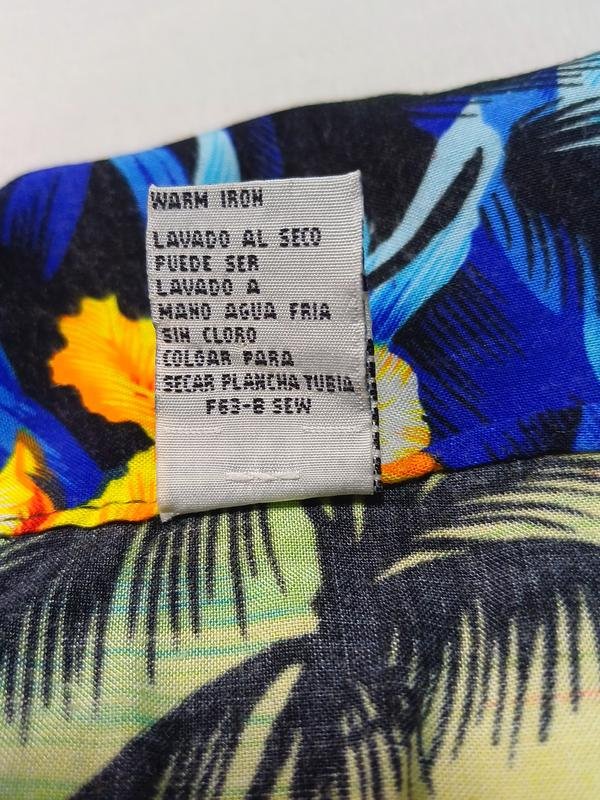 WARM IRON
LAVADO AL SECO
PUEDE SER
LAVADO A
MANO AGUA FRIA
SIN CLORO
COLGAR PARA
SECAR PLANCHA TUBIA
F63-B SEW